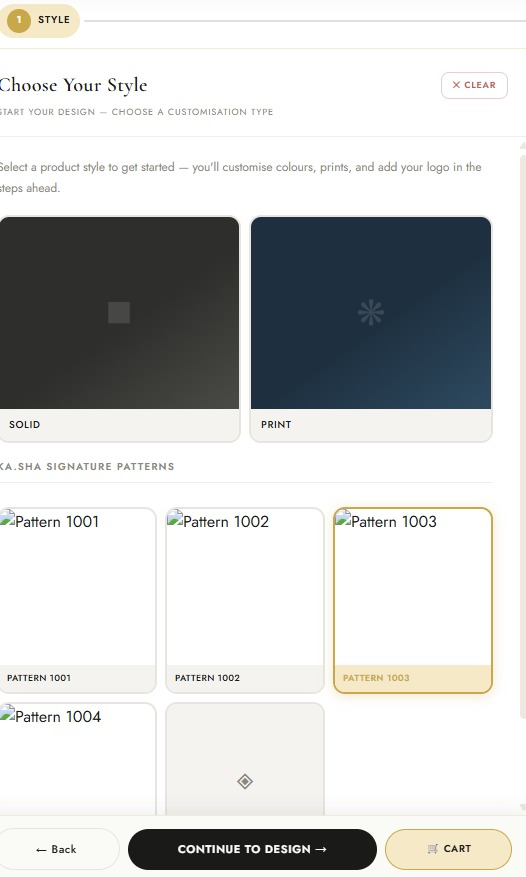 1 STYLE
Choose Your Style
✕ CLEAR
START YOUR DESIGN — CHOOSE A CUSTOMISATION TYPE
Select a product style to get started — you'll customise colours, prints, and add your logo in the
steps ahead.
SOLID PRINT
KA.SHA SIGNATURE PATTERNS
Pattern 1001 Pattern 1002 Pattern 1003
PATTERN 1001 PATTERN 1002 PATTERN 1003
Pattern 1004
← Back CONTINUE TO DESIGN → 🛒 CART